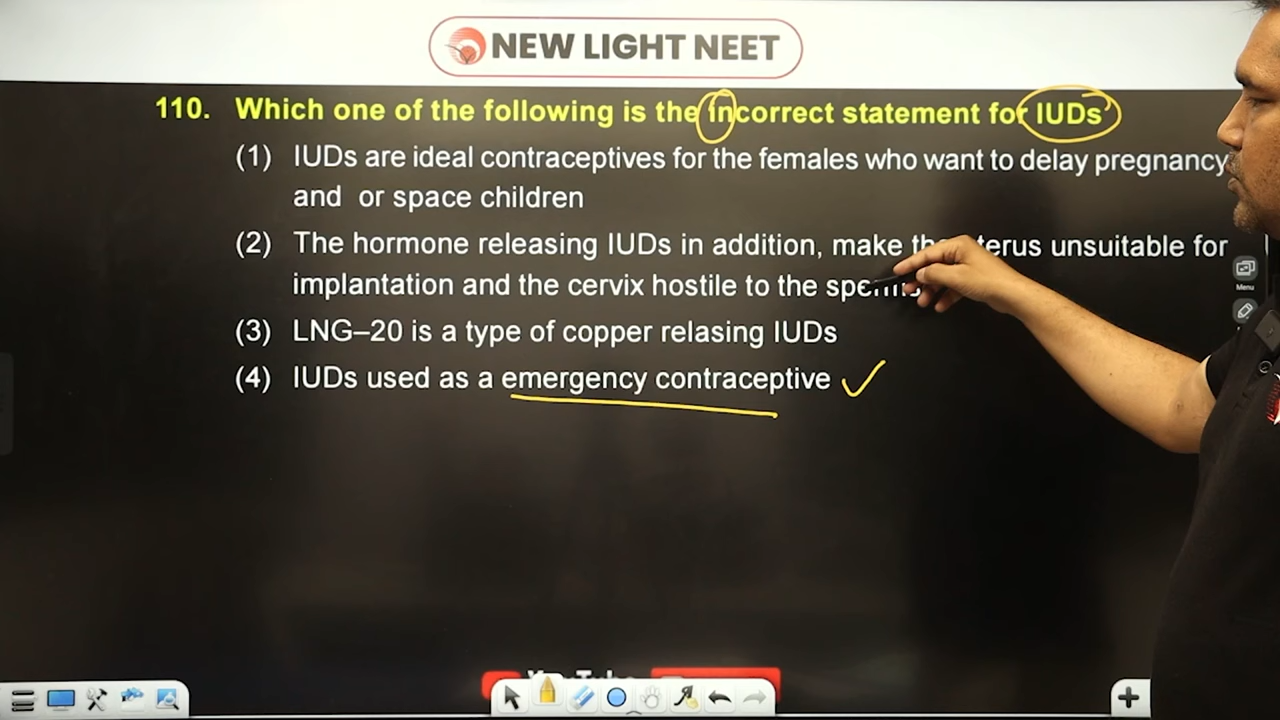 NEW LIGHT NEET
110. Which one of the following is the incorrect statement for IUDs
(1) IUDs are ideal contraceptives for the females who want to delay pregnancy
and or space children
(2) The hormone releasing IUDs in addition, make unsuitable for
implantation and the cervix hostile to the
(3) LNG–20 is a type of copper relasing IUDs
(4) IUDs used as a emergency contraceptive
Menu